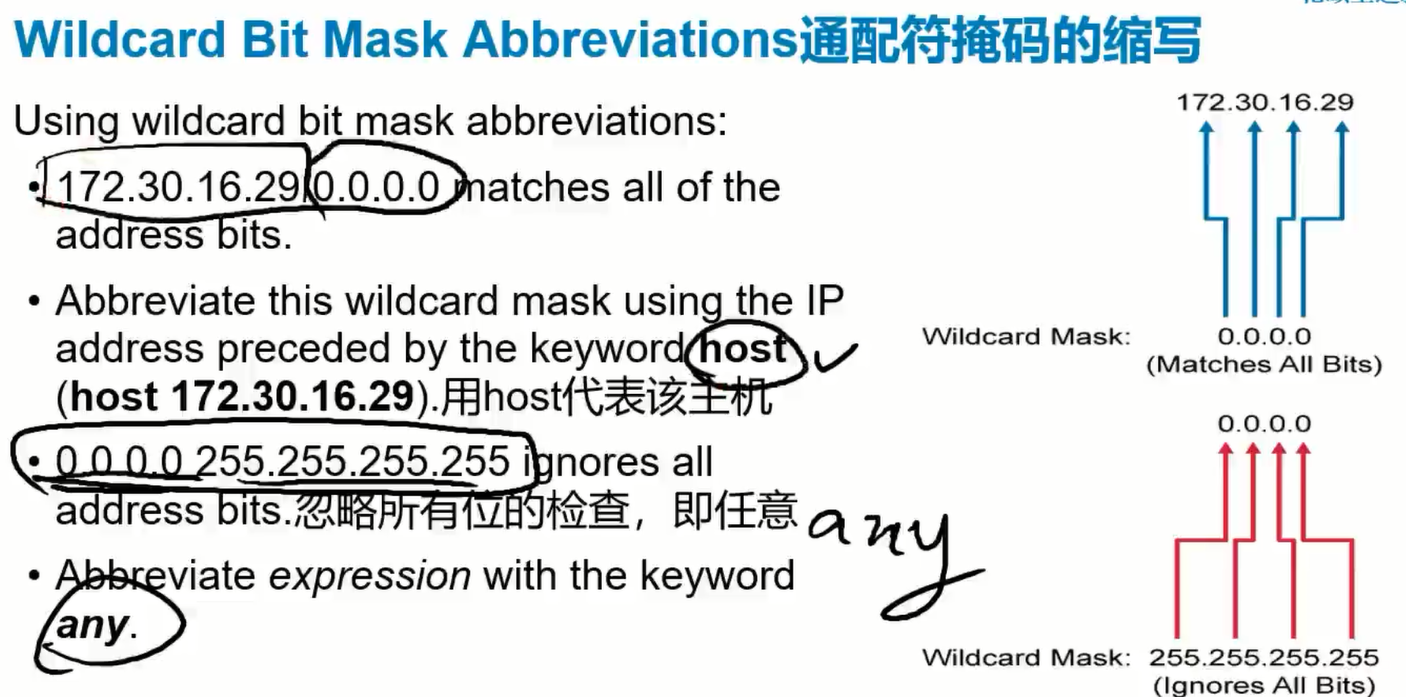 Wildcard Bit Mask Abbreviations通配符掩码的缩写
Using wildcard bit mask abbreviations:
• 172.30.16.29 0.0.0.0 matches all of the
address bits.
• Abbreviate this wildcard mask using the IP
address preceded by the keyword host
(host 172.30.16.29).用host代表该主机
• 0.0.0.0 255.255.255.255 ignores all
address bits.忽略所有位的检查，即任意
any
• Abbreviate expression with the keyword
any.
172.30.16.29
Wildcard Mask: 0.0.0.0
(Matches All Bits)
0.0.0.0
Wildcard Mask: 255.255.255.255
(Ignores All Bits)